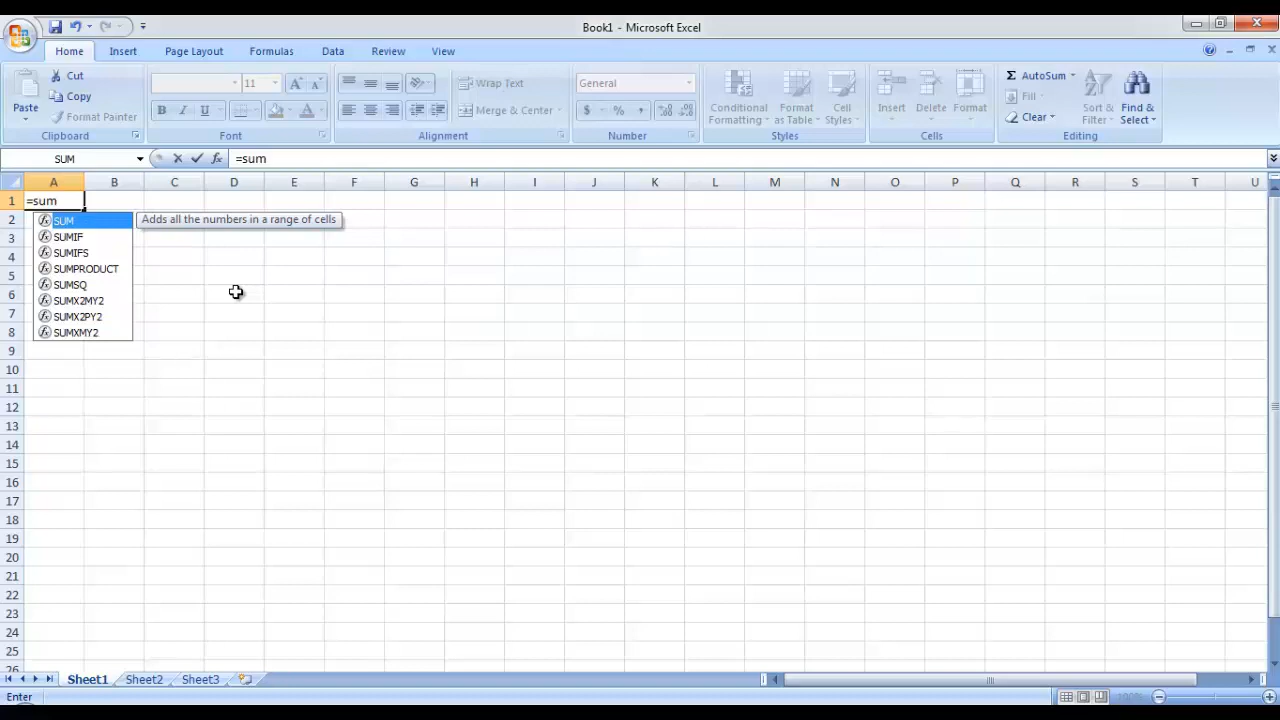 Book1 - Microsoft Excel
Home Insert Page Layout Formulas Data Review View
Paste
Cut
Copy
Format Painter
Clipboard
11 A A
B I U A
Font
Wrap Text
Merge & Center
Alignment
General
$ % ,
Number
Conditional Formatting
Format as Table
Cell Styles
Styles
Insert Delete Format
Cells
Σ AutoSum
Fill
Clear
Sort & Filter
Find & Select
Editing
SUM fx =sum
A B C D E F G H I J K L M N O P Q R S T U
1 =sum
2 SUM Adds all the numbers in a range of cells
3 SUMIF
4 SUMIFS
5 SUMPRODUCT
SUMSQ
6 SUMX2MY2
7 SUMX2PY2
8 SUMXMY2
9
10
11
12
13
14
15
16
17
18
19
20
21
22
23
24
25
26
Sheet1 Sheet2 Sheet3
Enter 100%